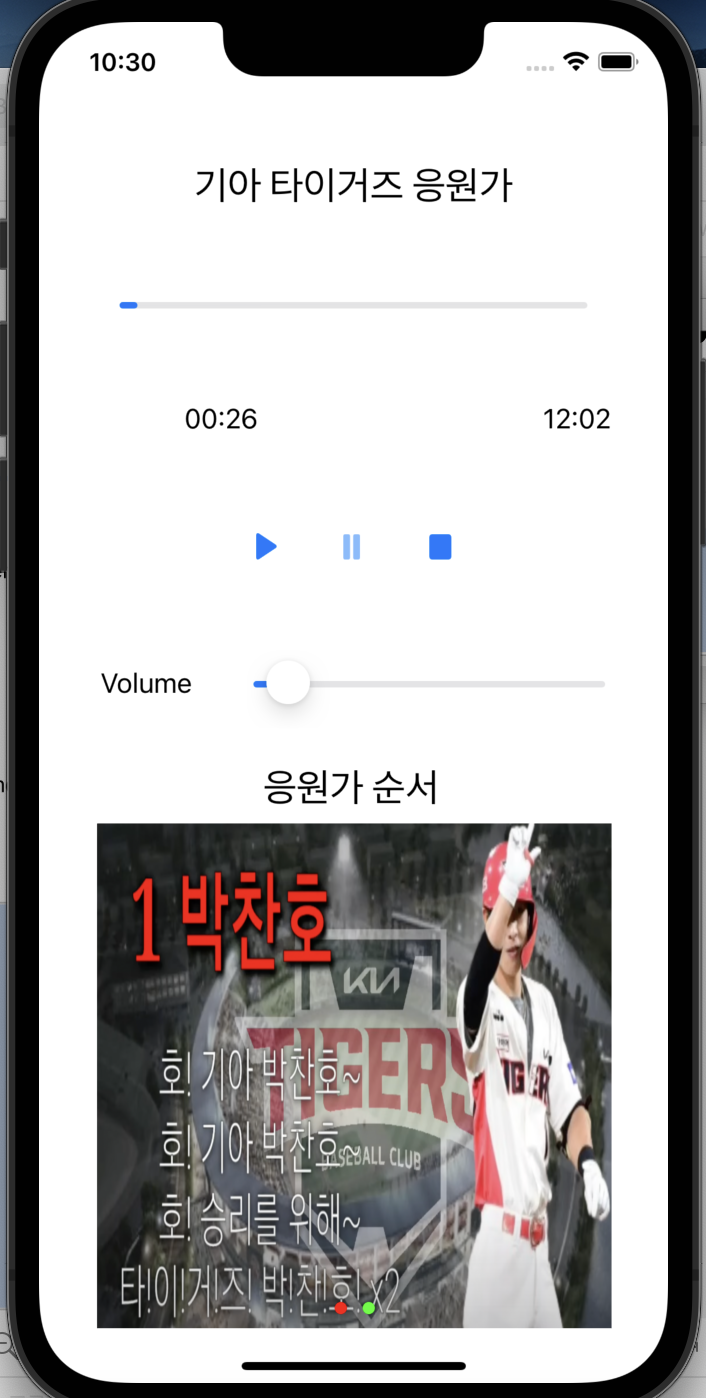 10:30
기아 타이거즈 응원가
00:26 12:02
Volume
응원가 순서
1 박찬호
KIA
TIGERS
BASEBALL CLUB
호! 기아 박찬호~
호! 기아 박찬호~
호! 승리를 위해~
타!이!거!즈! 박!찬!호! x2